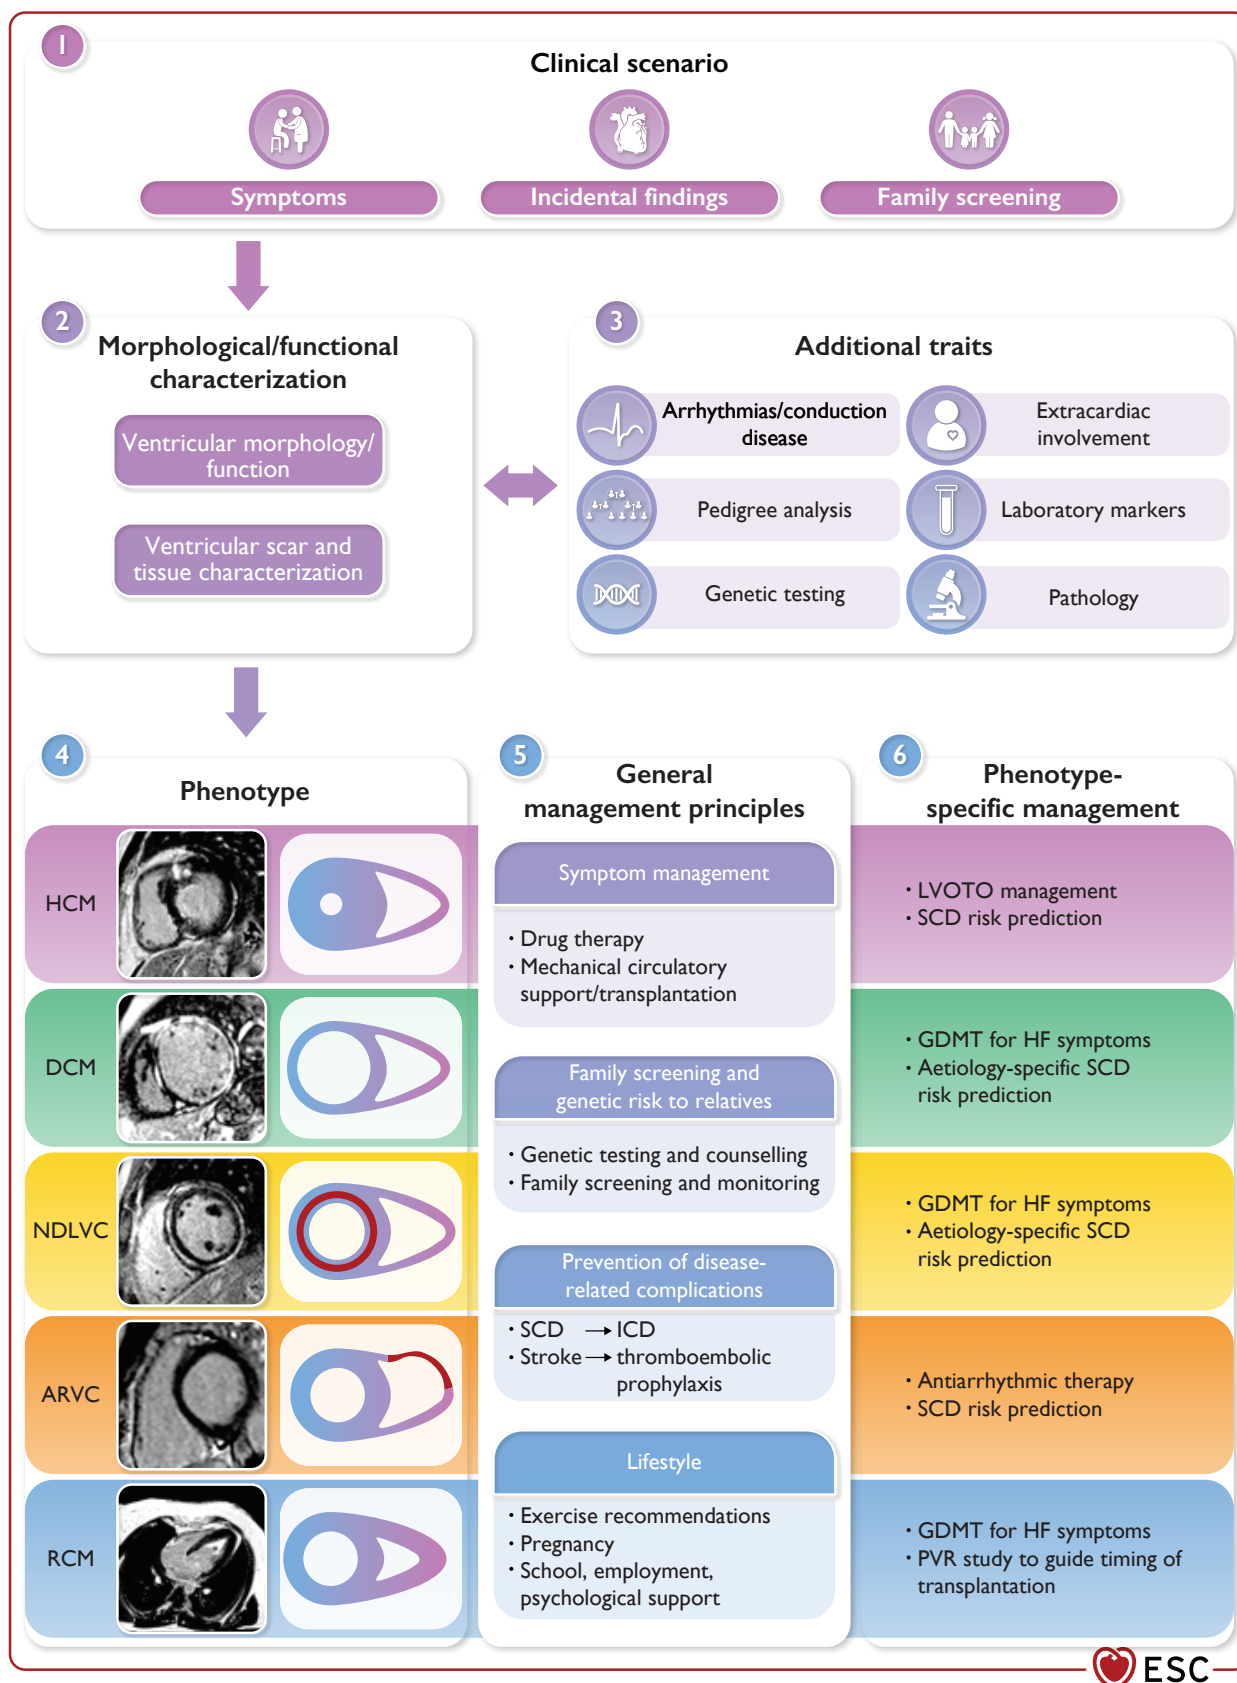 1
Clinical scenario
Symptoms
Incidental findings
Family screening
2
Morphological/functional
characterization
Ventricular morphology/
function
Ventricular scar and
tissue characterization
3
Additional traits
Arrhythmias/conduction
disease
Extracardiac
involvement
Pedigree analysis
Laboratory markers
Genetic testing
Pathology
4
Phenotype
HCM
DCM
NDLVC
ARVC
RCM
5
General
management principles
Symptom management
· Drug therapy
· Mechanical circulatory
support/transplantation
Family screening and
genetic risk to relatives
· Genetic testing and counselling
· Family screening and monitoring
Prevention of disease-
related complications
· SCD → ICD
· Stroke → thromboembolic
prophylaxis
Lifestyle
· Exercise recommendations
· Pregnancy
· School, employment,
psychological support
6
Phenotype-
specific management
· LVOTO management
· SCD risk prediction
· GDMT for HF symptoms
· Aetiology-specific SCD
risk prediction
· GDMT for HF symptoms
· Aetiology-specific SCD
risk prediction
· Antiarrhythmic therapy
· SCD risk prediction
· GDMT for HF symptoms
· PVR study to guide timing of
transplantation
ESC